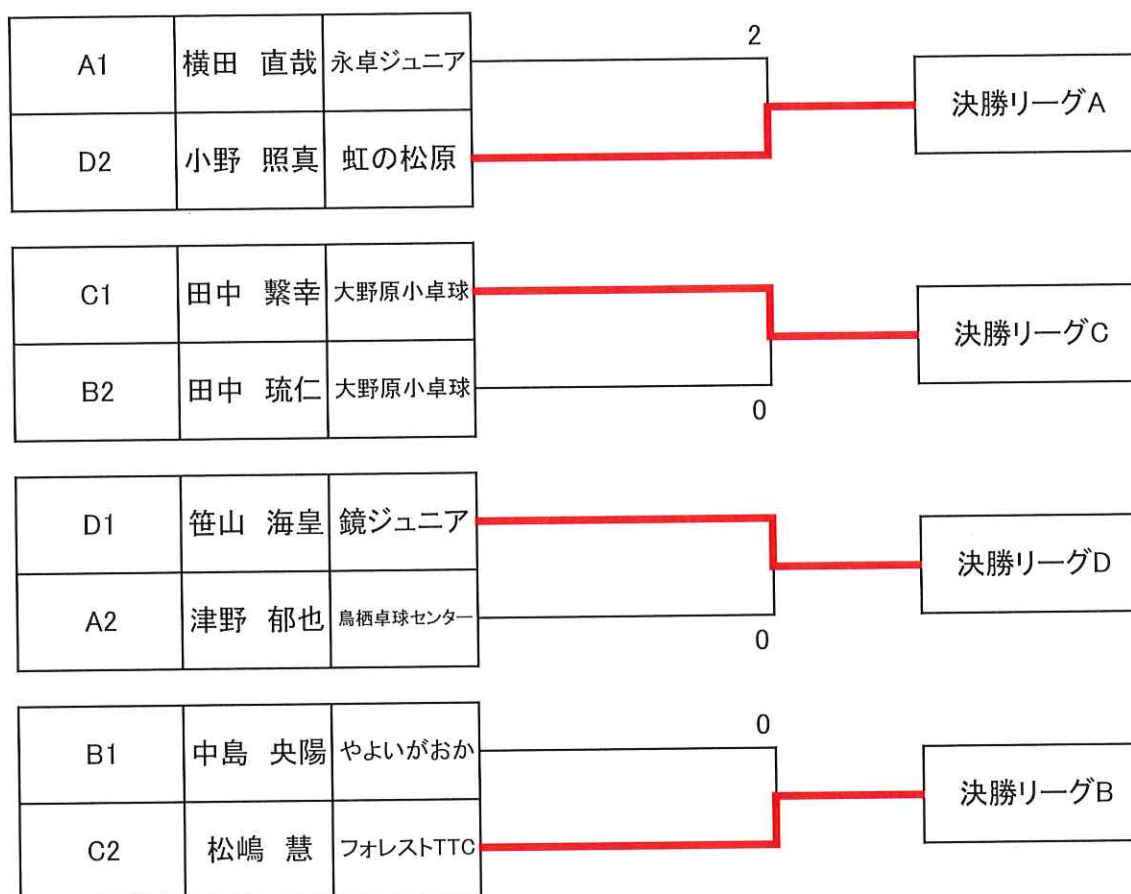 A1 横田 直哉 永卓ジュニア 2
決勝リーグA
D2 小野 照真 虹の松原
C1 田中 繋幸 大野原小卓球
決勝リーグC
B2 田中 琉仁 大野原小卓球 0
D1 笹山 海皇 鏡ジュニア
決勝リーグD
A2 津野 郁也 鳥栖卓球センター 0
B1 中島 央陽 やよいがおか 0
決勝リーグB
C2 松嶋 慧 フォレストTTC